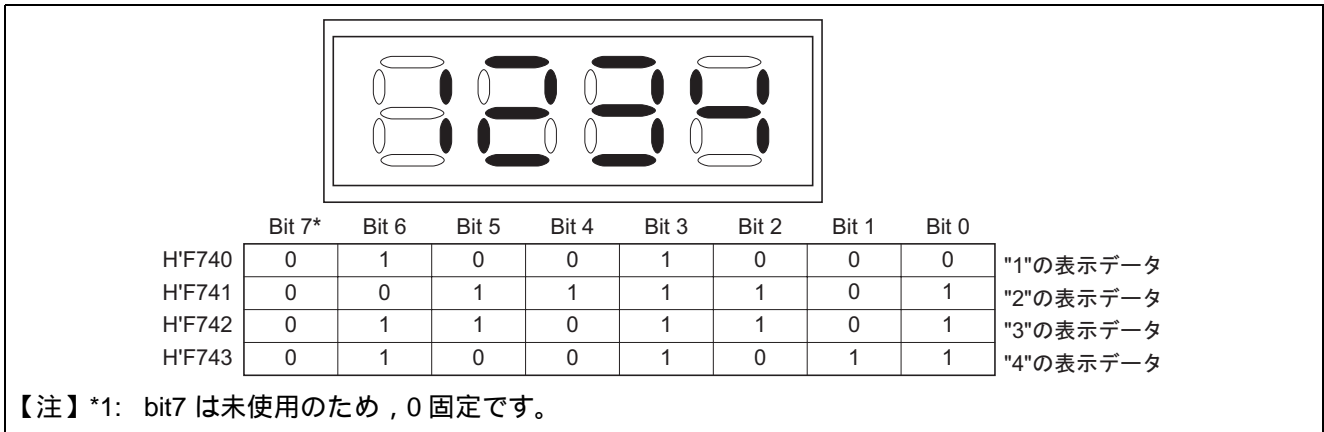 Bit 7* Bit 6 Bit 5 Bit 4 Bit 3 Bit 2 Bit 1 Bit 0
H'F740 0 1 0 0 1 0 0 0 "1"の表示データ
H'F741 0 0 1 1 1 1 0 1 "2"の表示データ
H'F742 0 1 1 0 1 1 0 1 "3"の表示データ
H'F743 0 1 0 0 1 0 1 1 "4"の表示データ
【注】*1: bit7 は未使用のため , 0 固定です。